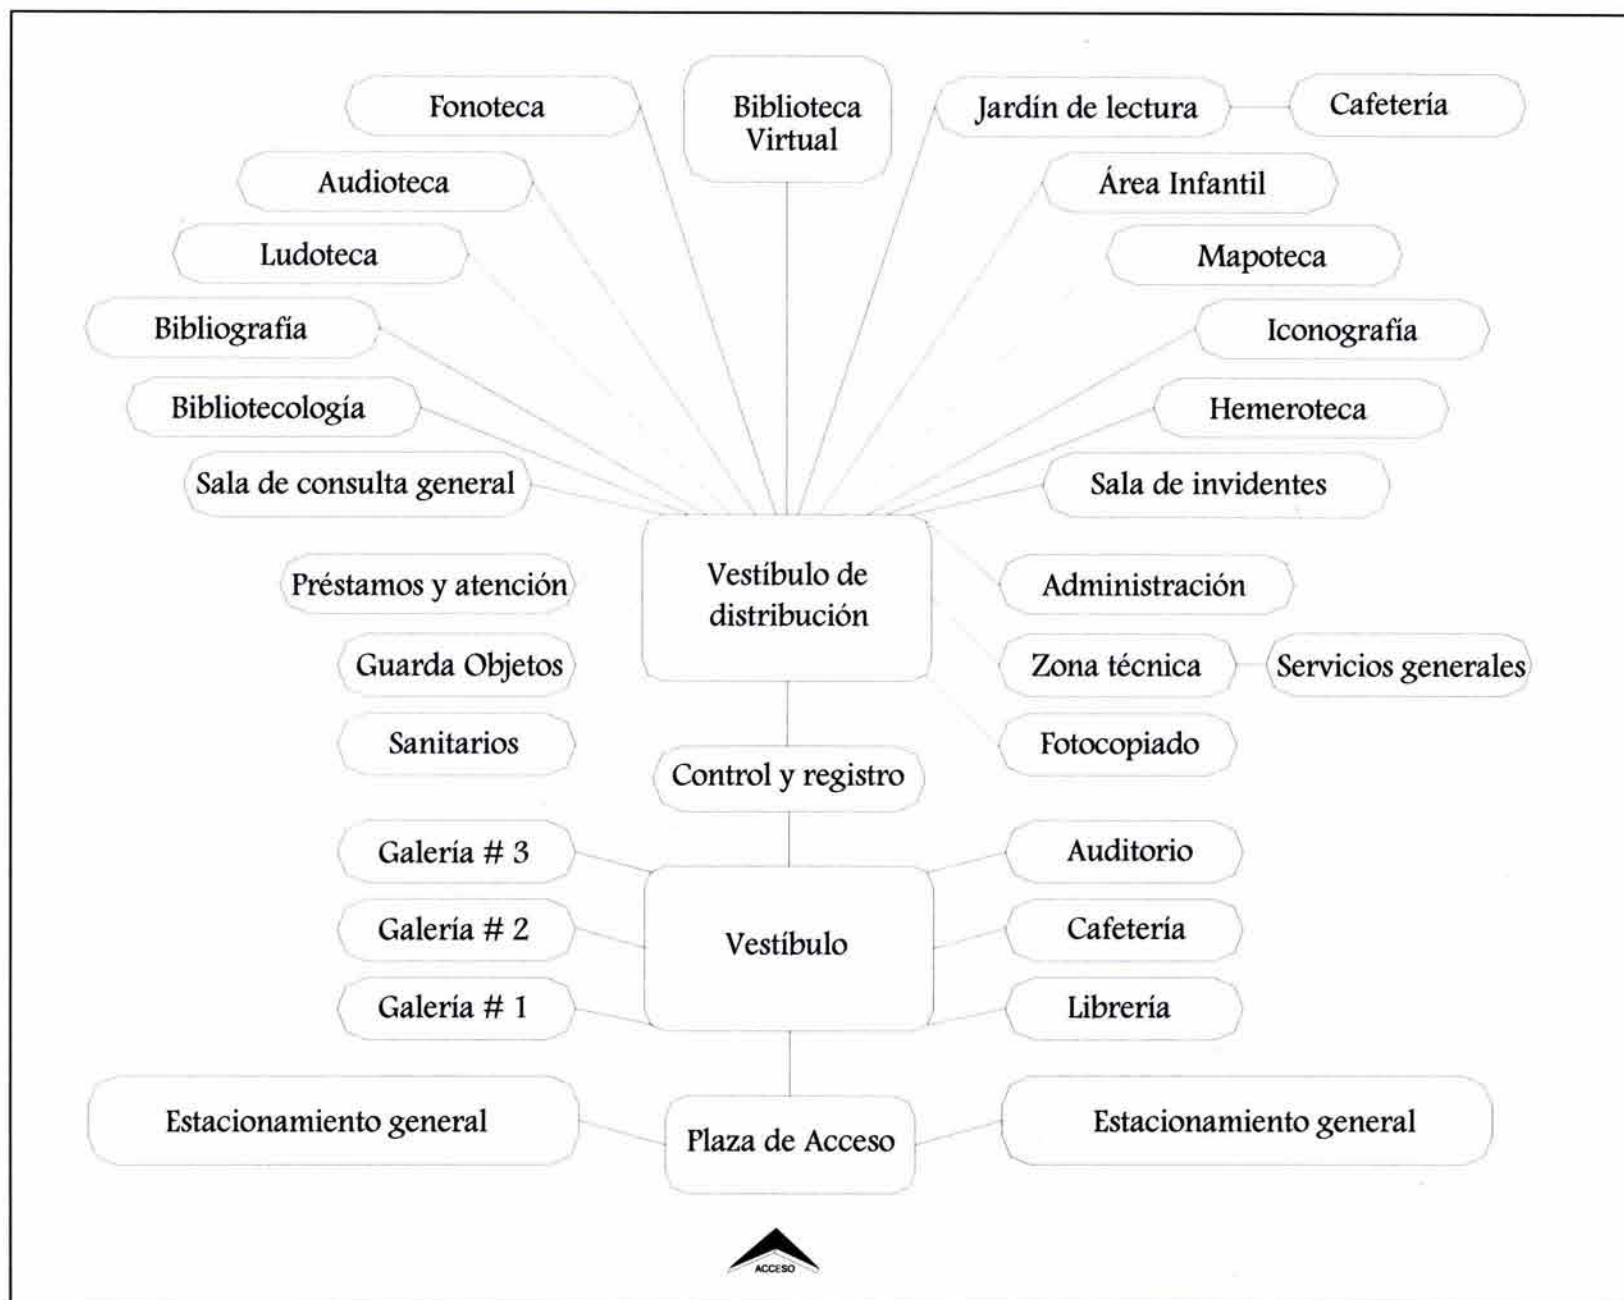 Fonoteca
Biblioteca
Virtual
Jardín de lectura
Cafetería
Audioteca
Área Infantil
Ludoteca
Mapoteca
Bibliografía
Iconografía
Bibliotecología
Hemeroteca
Sala de consulta general
Sala de invidentes
Vestíbulo de
distribución
Préstamos y atención
Administración
Guarda Objetos
Zona técnica
Servicios generales
Sanitarios
Fotocopiado
Control y registro
Galería # 3
Auditorio
Galería # 2
Vestíbulo
Cafetería
Galería # 1
Librería
Estacionamiento general
Plaza de Acceso
Estacionamiento general
ACCESO